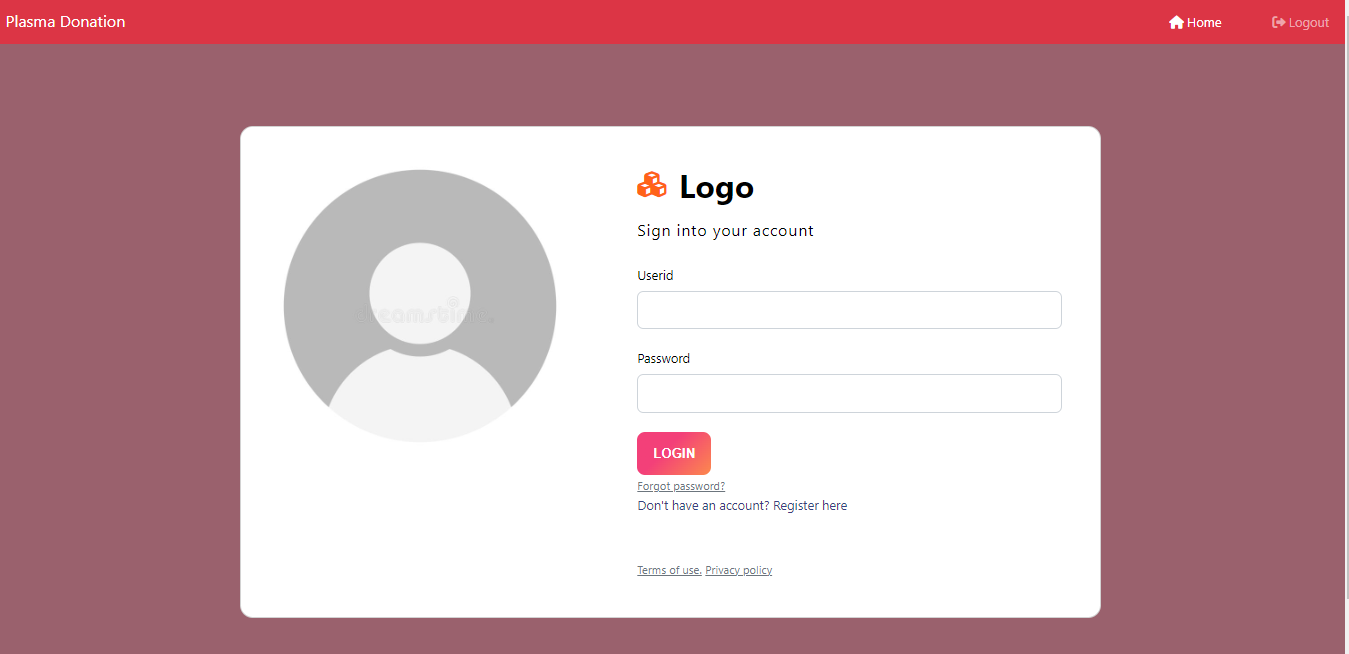 Plasma Donation
Home
Logout
dreamstime.
Logo
Sign into your account
Userid
Password
LOGIN
Forgot password?
Don't have an account? Register here
Terms of use. Privacy policy